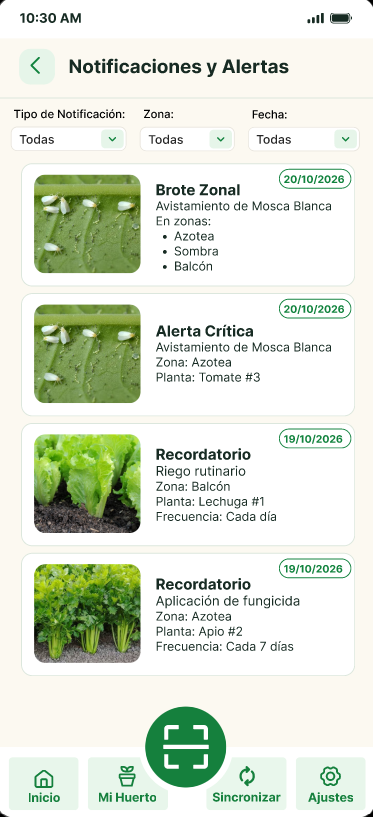 10:30 AM
Notificaciones y Alertas
Tipo de Notificación: Zona: Fecha:
Todas Todas Todas
20/10/2026
Brote Zonal
Avistamiento de Mosca Blanca
En zonas:
• Azotea
• Sombra
• Balcón
20/10/2026
Alerta Crítica
Avistamiento de Mosca Blanca
Zona: Azotea
Planta: Tomate #3
19/10/2026
Recordatorio
Riego rutinario
Zona: Balcón
Planta: Lechuga #1
Frecuencia: Cada día
19/10/2026
Recordatorio
Aplicación de fungicida
Zona: Azotea
Planta: Apio #2
Frecuencia: Cada 7 días
Inicio Mi Huerto Sincronizar Ajustes